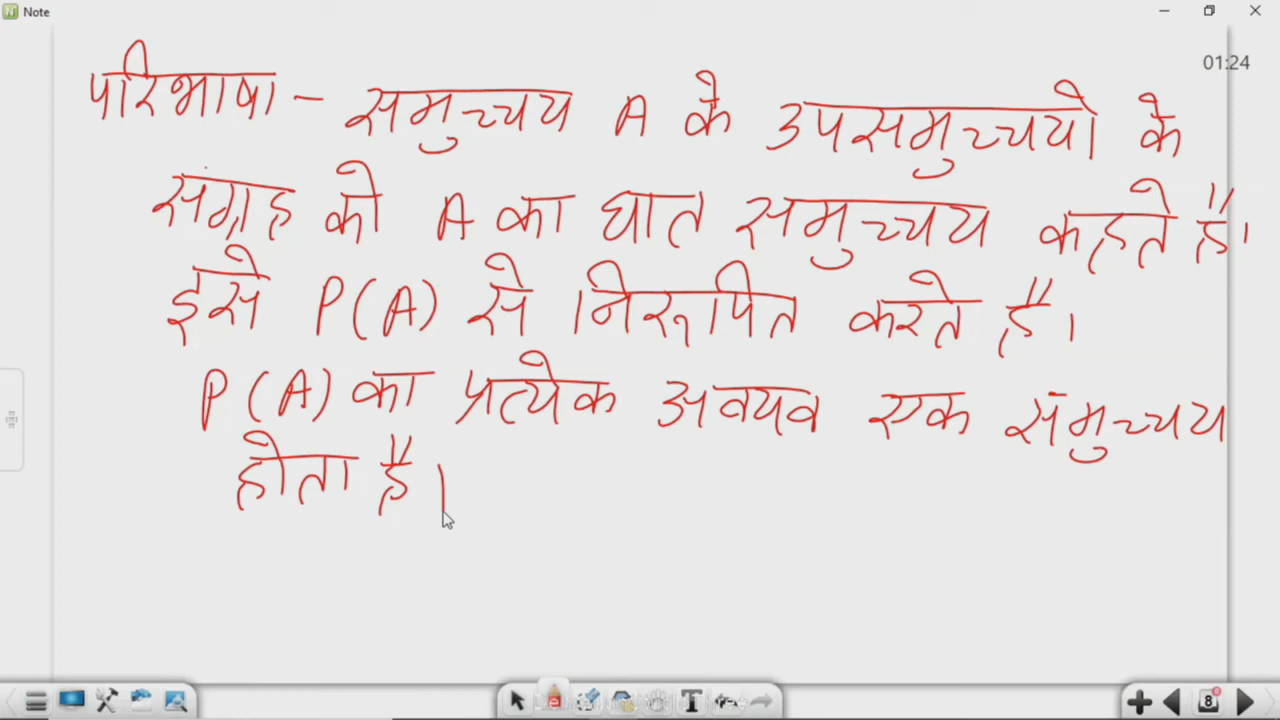 Note
01:24
परिभाषा – समुच्चय A के उपसमुच्चयो के
संग्रह को A का घात समुच्चय कहते है।
इसे P(A) से निरूपित करते है।
P(A) का प्रत्येक अवयव एक समुच्चय
होता है।
8